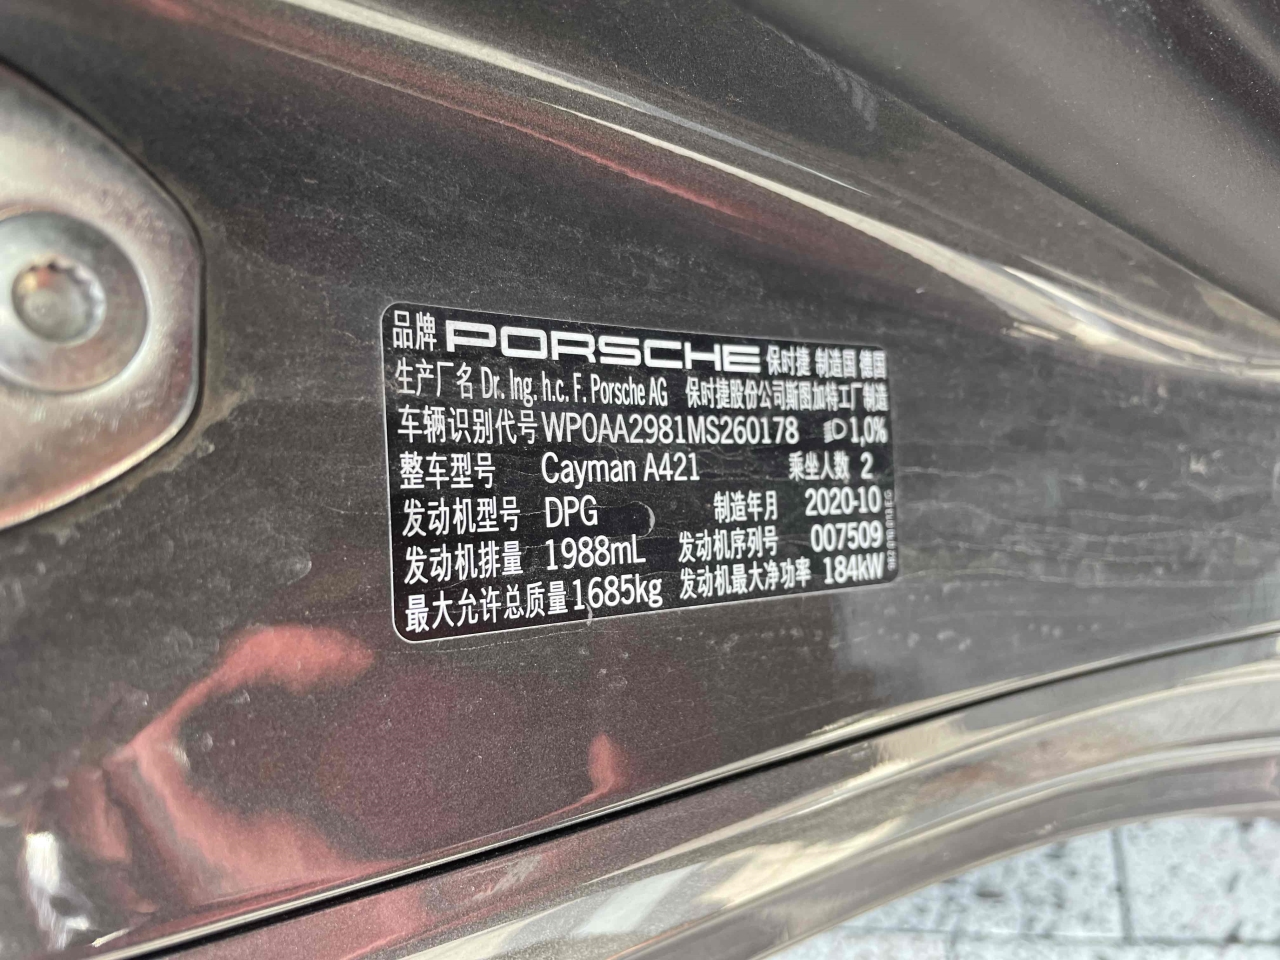 品牌 PORSCHE 保时捷 制造国 德国
生产厂名 Dr. Ing. h.c. F. Porsche AG 保时捷股份公司斯图加特工厂制造
车辆识别代号 WP0AA2981MS260178 1,0%
整车型号 Cayman A421 乘坐人数 2
发动机型号 DPG 制造年月 2020-10
发动机排量 1988mL 发动机序列号 007509
最大允许总质量 1685kg 发动机最大净功率 184kW